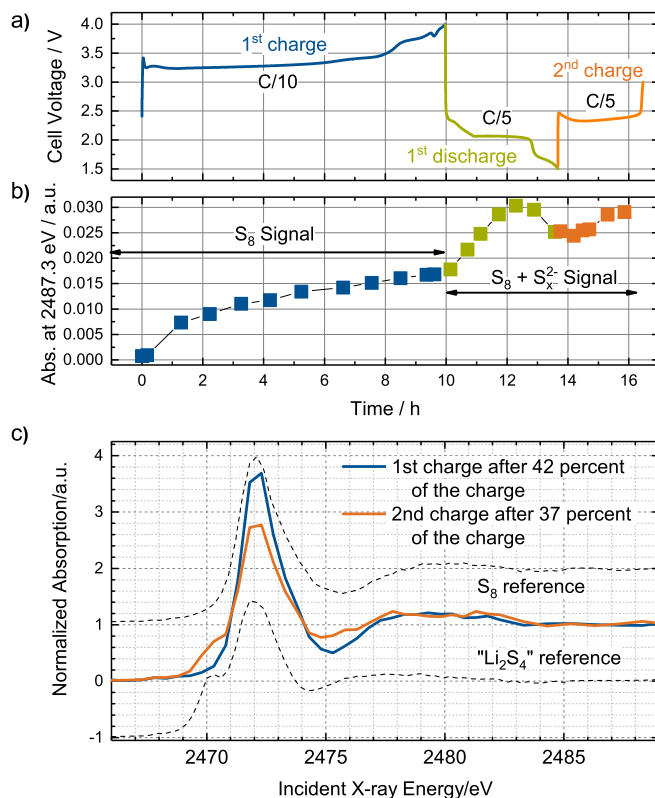 a)
4.0
3.5
3.0
2.5
2.0
1.5
Cell Voltage / V
1st charge
C/10
2nd charge
C/5
C/5
1st discharge
b)
0.030
0.025
0.020
0.015
0.010
0.005
0.000
Abs. at 2487.3 eV / a.u.
S8 Signal
S8 + Sx2- Signal
0 2 4 6 8 10 12 14 16
Time / h
c)
4
3
2
1
0
-1
Normalized Absorption/a.u.
1st charge after 42 percent
of the charge
2nd charge after 37 percent
of the charge
S8 reference
"Li2S4" reference
2470 2475 2480 2485
Incident X-ray Energy/eV